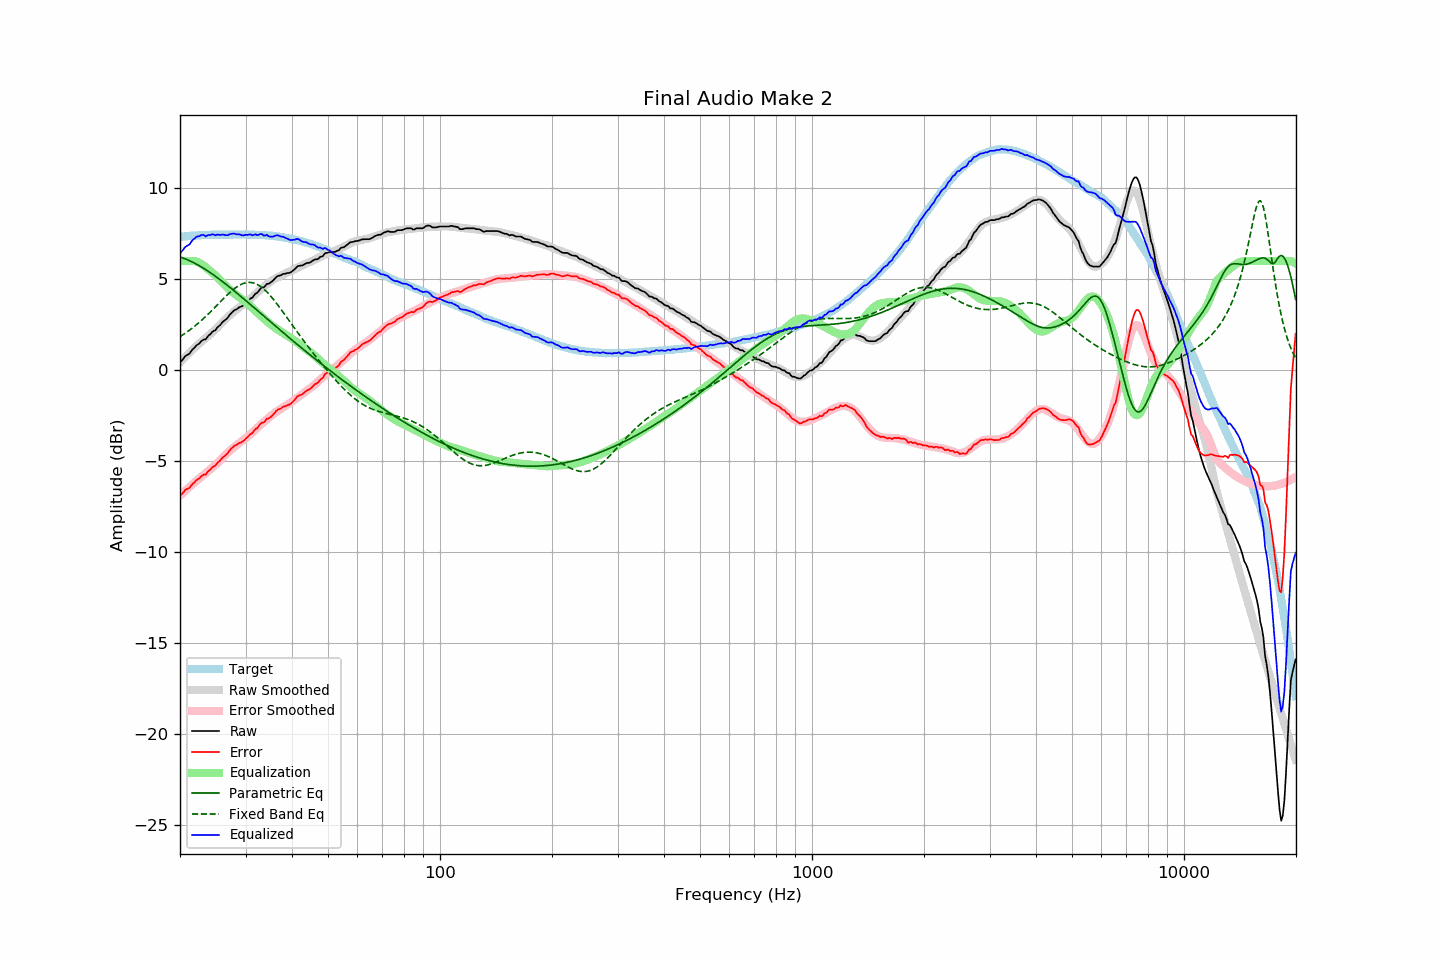 Final Audio Make 2
Amplitude (dBr)
10
5
0
−5
−10
−15
−20
−25
Target
Raw Smoothed
Error Smoothed
Raw
Error
Equalization
Parametric Eq
Fixed Band Eq
Equalized
100
1000
10000
Frequency (Hz)